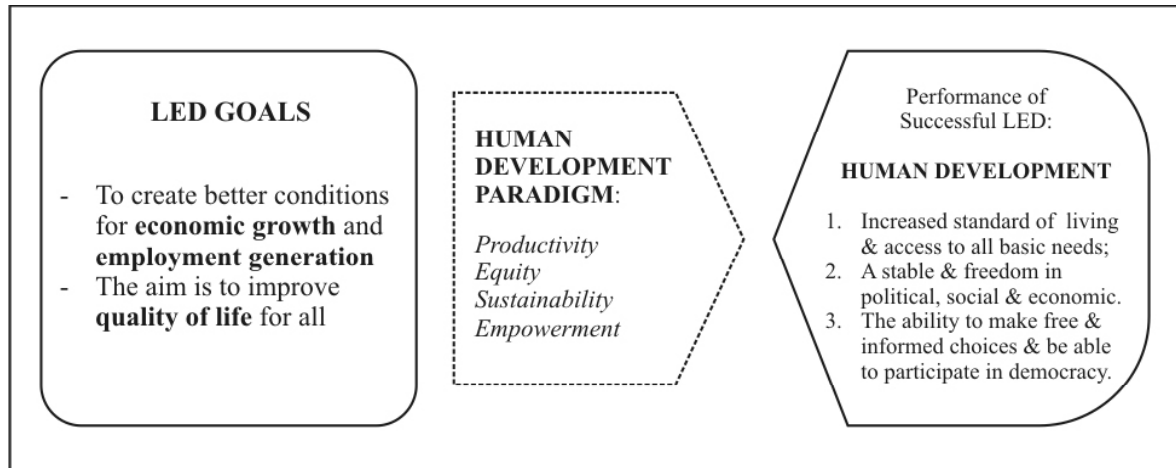 LED GOALS
- To create better conditions
for economic growth and
employment generation
- The aim is to improve
quality of life for all
HUMAN
DEVELOPMENT
PARADIGM:
Productivity
Equity
Sustainability
Empowerment
Performance of
Successful LED:
HUMAN DEVELOPMENT
1. Increased standard of living
& access to all basic needs;
2. A stable & freedom in
political, social & economic.
3. The ability to make free &
informed choices & be able
to participate in democracy.